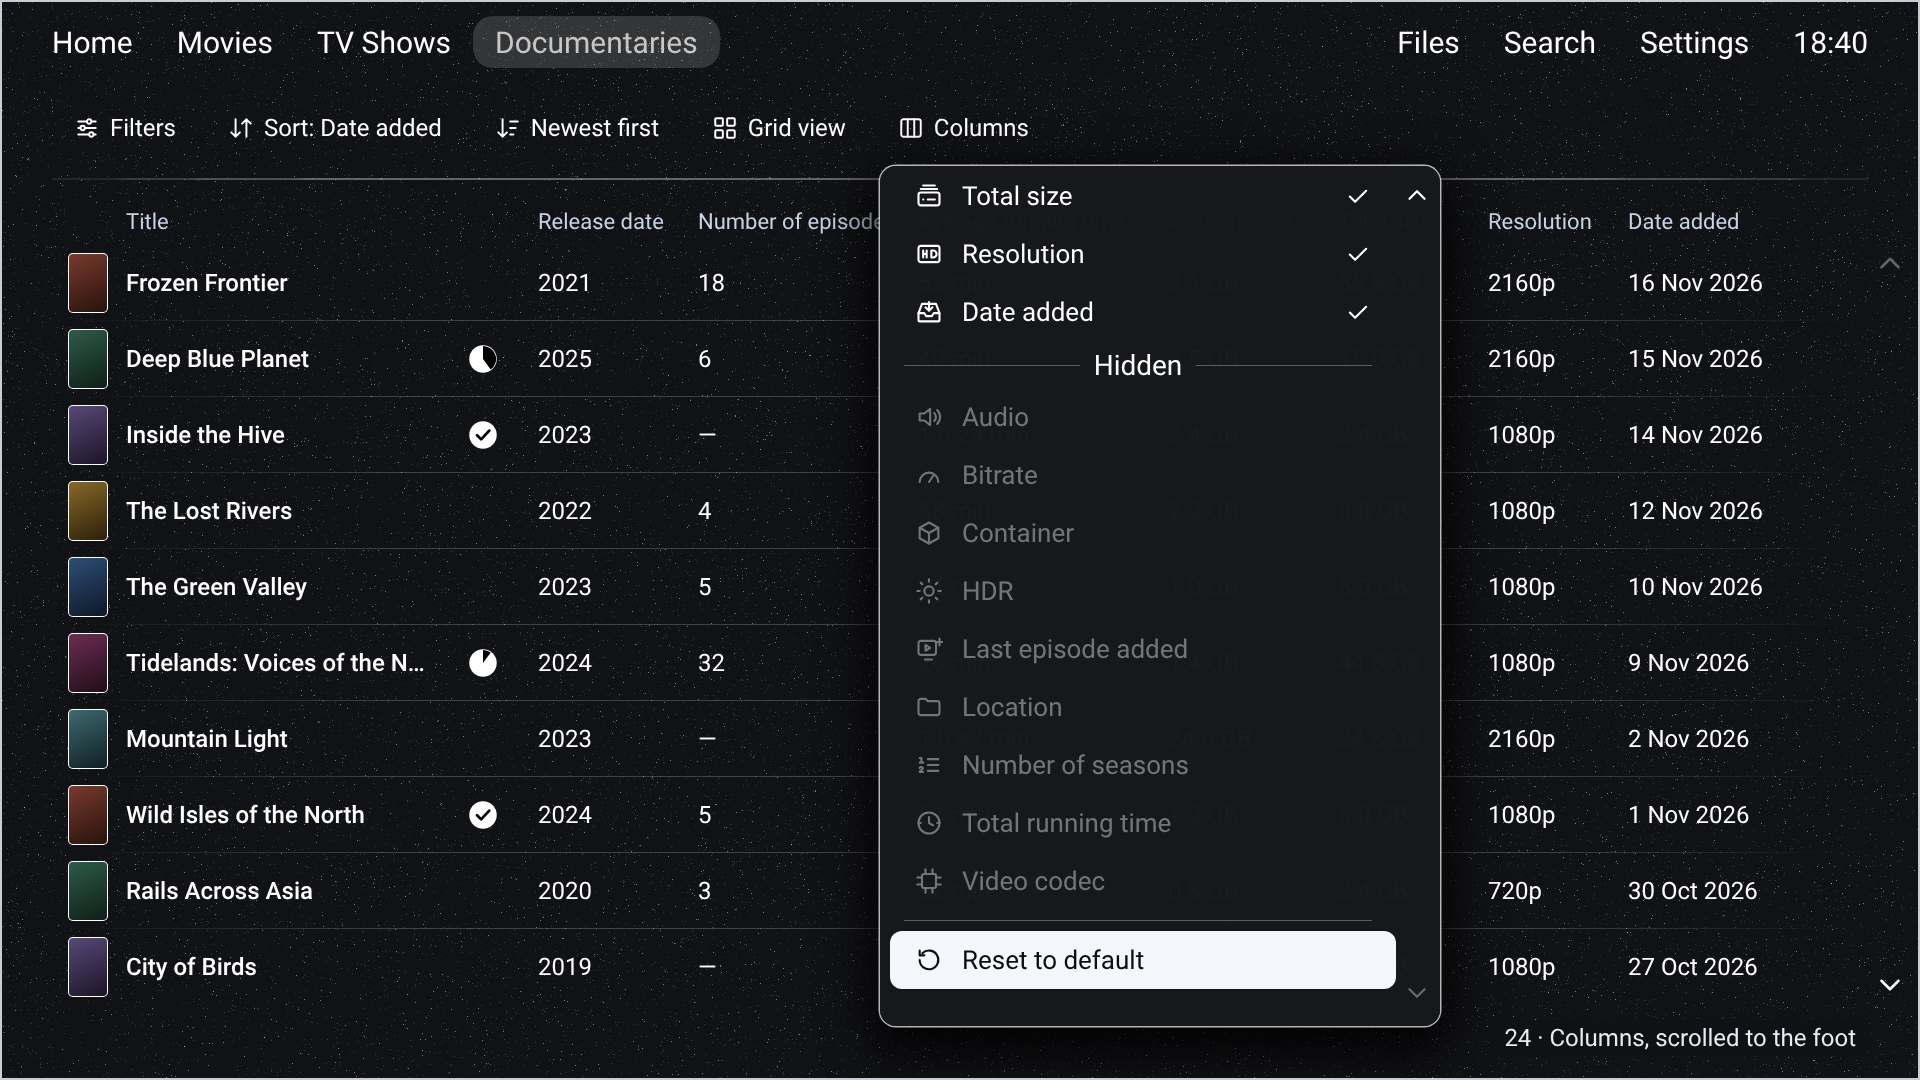 Home Movies TV Shows Documentaries Files Search Settings 18:40
Filters Sort: Date added Newest first Grid view Columns
Title Release date Number of episode Resolution Date added
Frozen Frontier 2021 18 2160p 16 Nov 2026
Deep Blue Planet 2025 6 2160p 15 Nov 2026
Inside the Hive 2023 — 1080p 14 Nov 2026
The Lost Rivers 2022 4 1080p 12 Nov 2026
The Green Valley 2023 5 1080p 10 Nov 2026
Tidelands: Voices of the N... 2024 32 1080p 9 Nov 2026
Mountain Light 2023 — 2160p 2 Nov 2026
Wild Isles of the North 2024 5 1080p 1 Nov 2026
Rails Across Asia 2020 3 720p 30 Oct 2026
City of Birds 2019 — 1080p 27 Oct 2026
Total size
Resolution
Date added
Hidden
Audio
Bitrate
Container
HDR
Last episode added
Location
Number of seasons
Total running time
Video codec
Reset to default
24 · Columns, scrolled to the foot